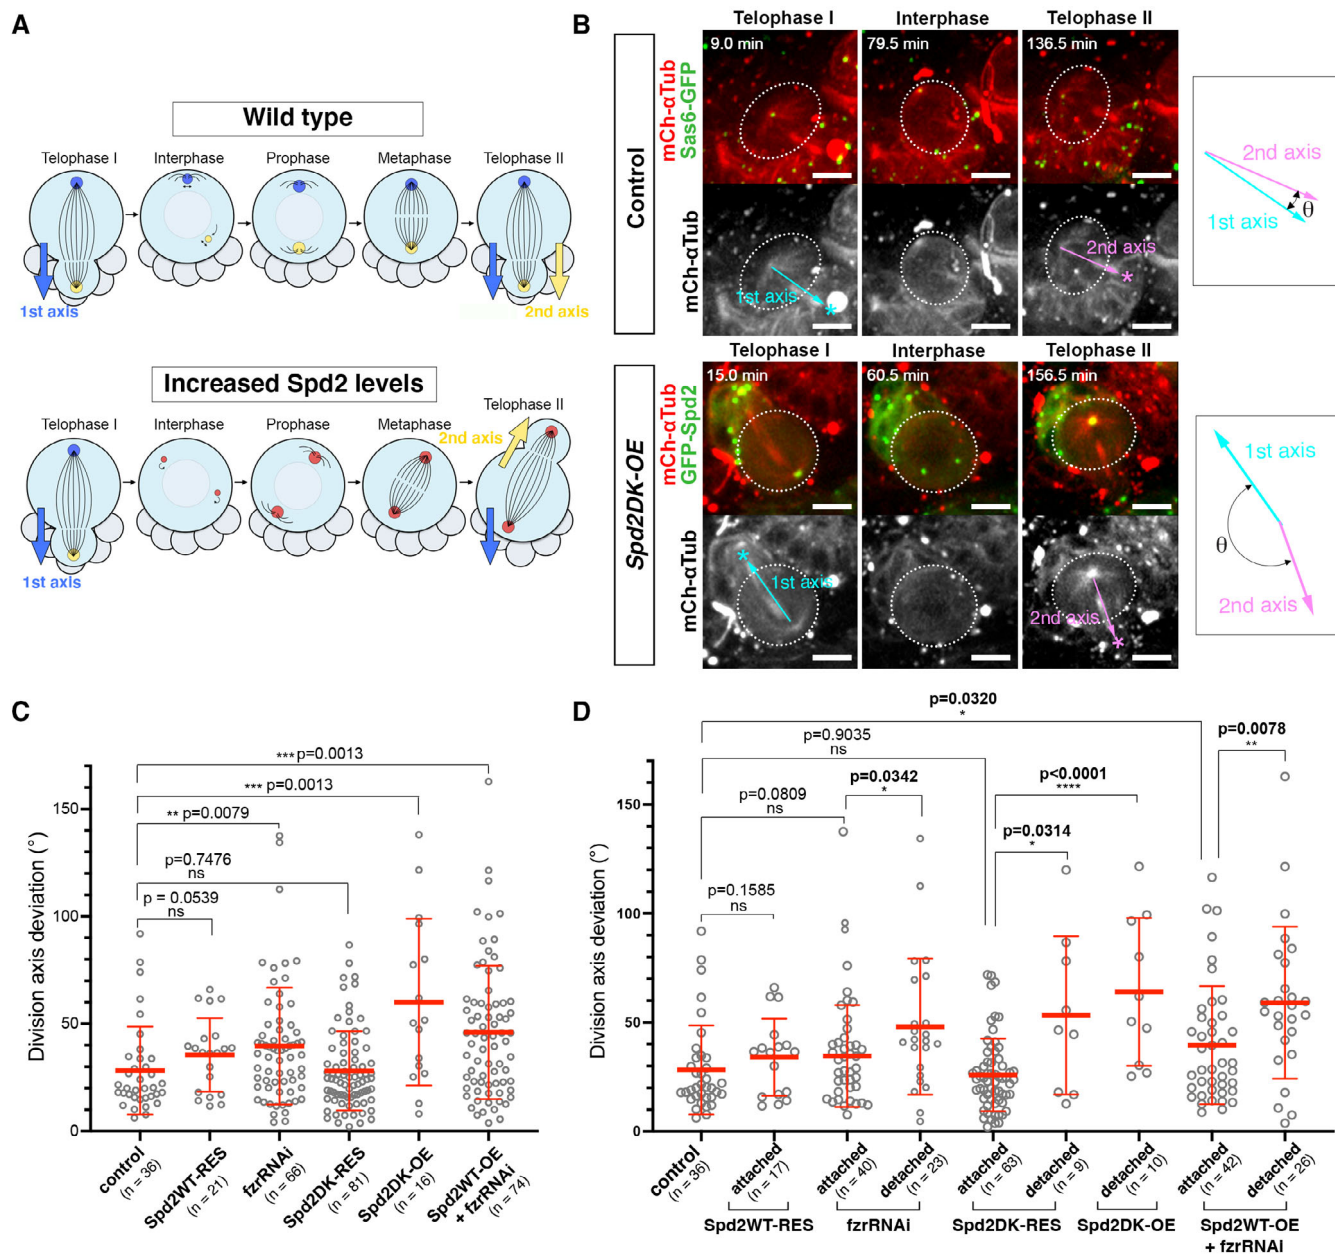 A
Wild type
Telophase I
Interphase
Prophase
Metaphase
Telophase II
1st axis
2nd axis
Increased Spd2 levels
Telophase I
Interphase
Prophase
Metaphase
Telophase II
2nd axis
1st axis
B
Telophase I
Interphase
Telophase II
Control
mCh-αTub
Sas6-GFP
9.0 min
79.5 min
136.5 min
mCh-αTub
1st axis
*
2nd axis
*
2nd axis
θ
1st axis
Telophase I
Interphase
Telophase II
Spd2DK-OE
mCh-αTub
GFP-Spd2
15.0 min
60.5 min
156.5 min
mCh-αTub
*
1st axis
2nd axis
*
1st axis
θ
2nd axis
C
Division axis deviation (°)
150
100
50
0
*** p=0.0013
*** p=0.0013
** p=0.0079
p=0.7476
ns
p = 0.0539
ns
control
(n = 36)
Spd2WT-RES
(n = 21)
fzrRNAi
(n = 66)
Spd2DK-RES
(n = 81)
Spd2DK-OE
(n = 16)
Spd2WT-OE
+ fzrRNAi
(n = 74)
D
Division axis deviation (°)
150
100
50
0
p=0.0320
*
p=0.9035
ns
p=0.0078
**
p=0.0809
ns
p=0.0342
*
p<0.0001
****
p=0.0314
*
p=0.1585
ns
control
(n = 36)
attached
(n = 17)
attached
(n = 40)
detached
(n = 23)
attached
(n = 63)
detached
(n = 9)
detached
(n = 10)
attached
(n = 42)
detached
(n = 26)
Spd2WT-RES
fzrRNAi
Spd2DK-RES
Spd2DK-OE
Spd2WT-OE
+ fzrRNAI